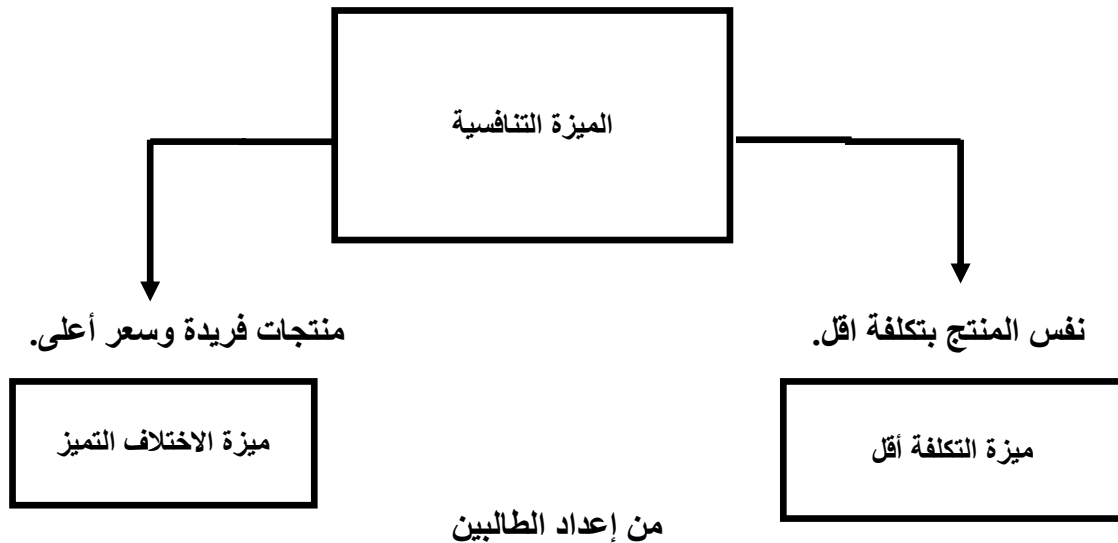 الميزة التنافسية
نفس المنتج بتكلفة اقل.
منتجات فريدة وسعر أعلى.
ميزة التكلفة أقل
ميزة الاختلاف التميز
من إعداد الطالبين